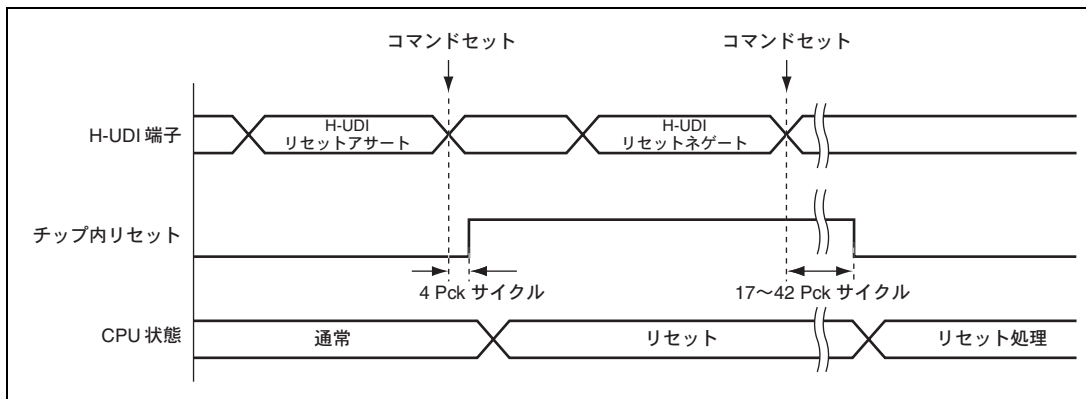 コマンドセット
コマンドセット
H-UDI 端子
H-UDI
リセットアサート
H-UDI
リセットネゲート
チップ内リセット
4 Pck サイクル
17～42 Pck サイクル
CPU 状態
通常
リセット
リセット処理